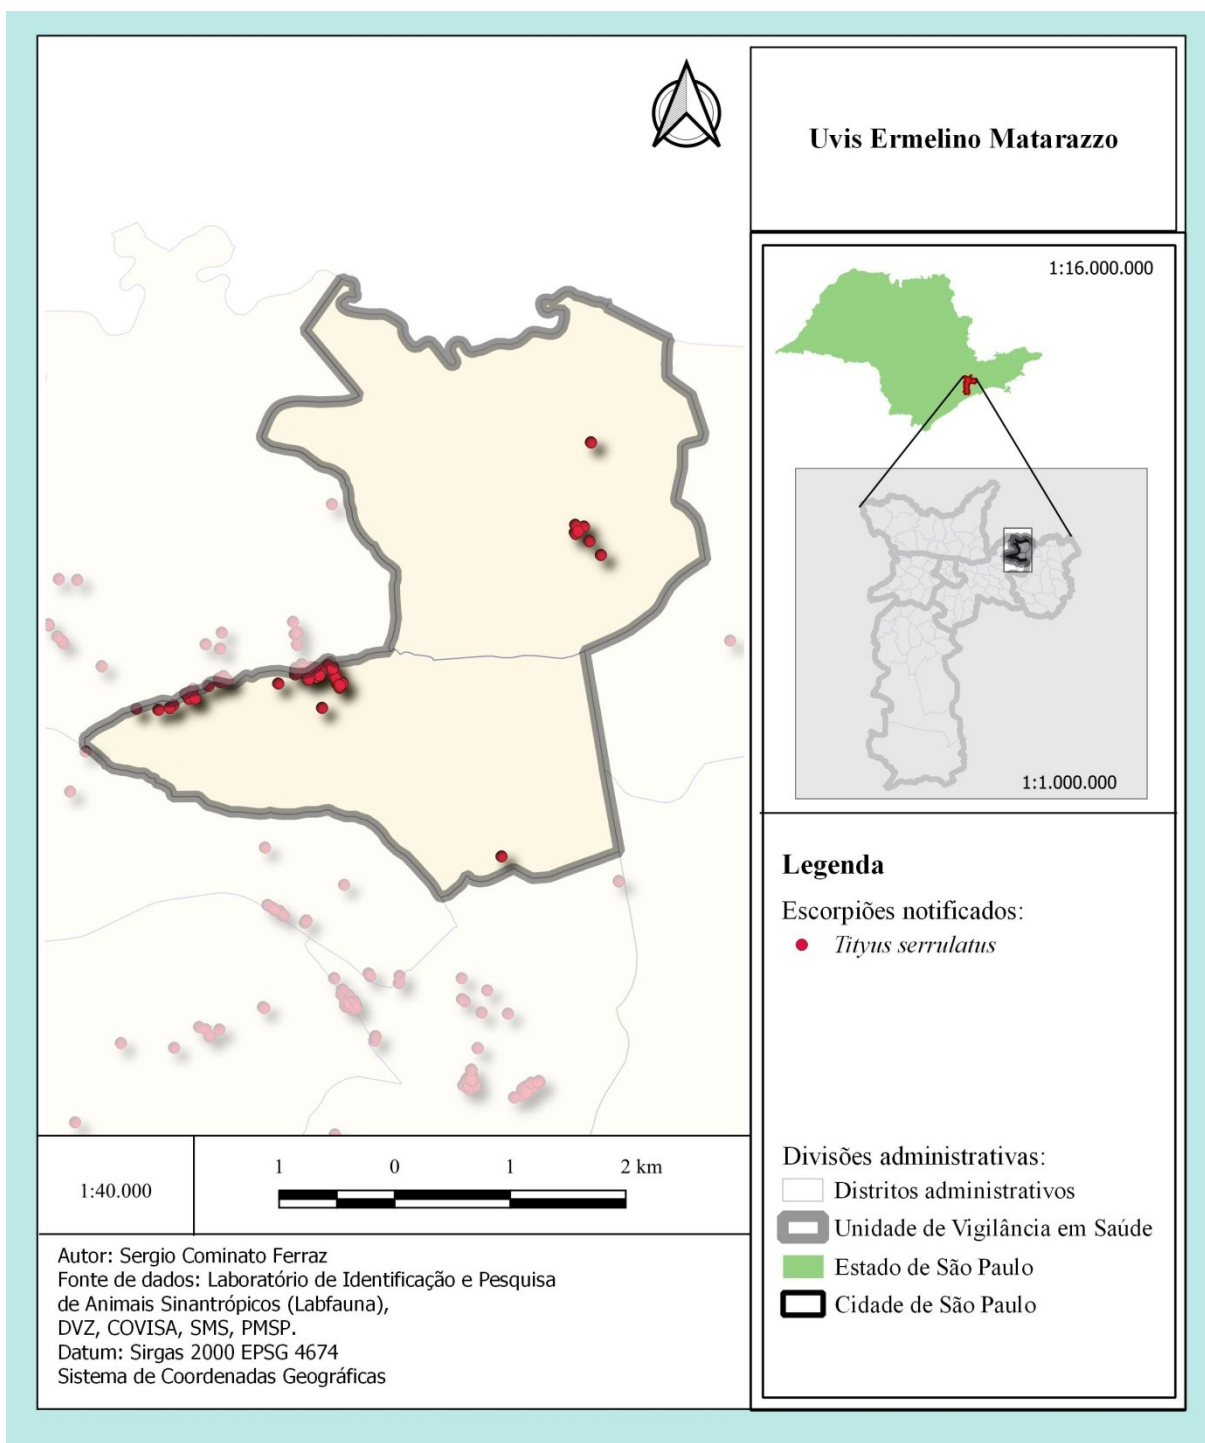 Uvis Ermelino Matarazzo
1:16.000.000
1:1.000.000
Legenda
Escorpiões notificados:
Tityus serrulatus
Divisões administrativas:
Distritos administrativos
Unidade de Vigilância em Saúde
Estado de São Paulo
Cidade de São Paulo
1:40.000
1 0 1 2 km
Autor: Sergio Cominato Ferraz
Fonte de dados: Laboratório de Identificação e Pesquisa
de Animais Sinantrópicos (Labfauna),
DVZ, COVISA, SMS, PMSP.
Datum: Sirgas 2000 EPSG 4674
Sistema de Coordenadas Geográficas